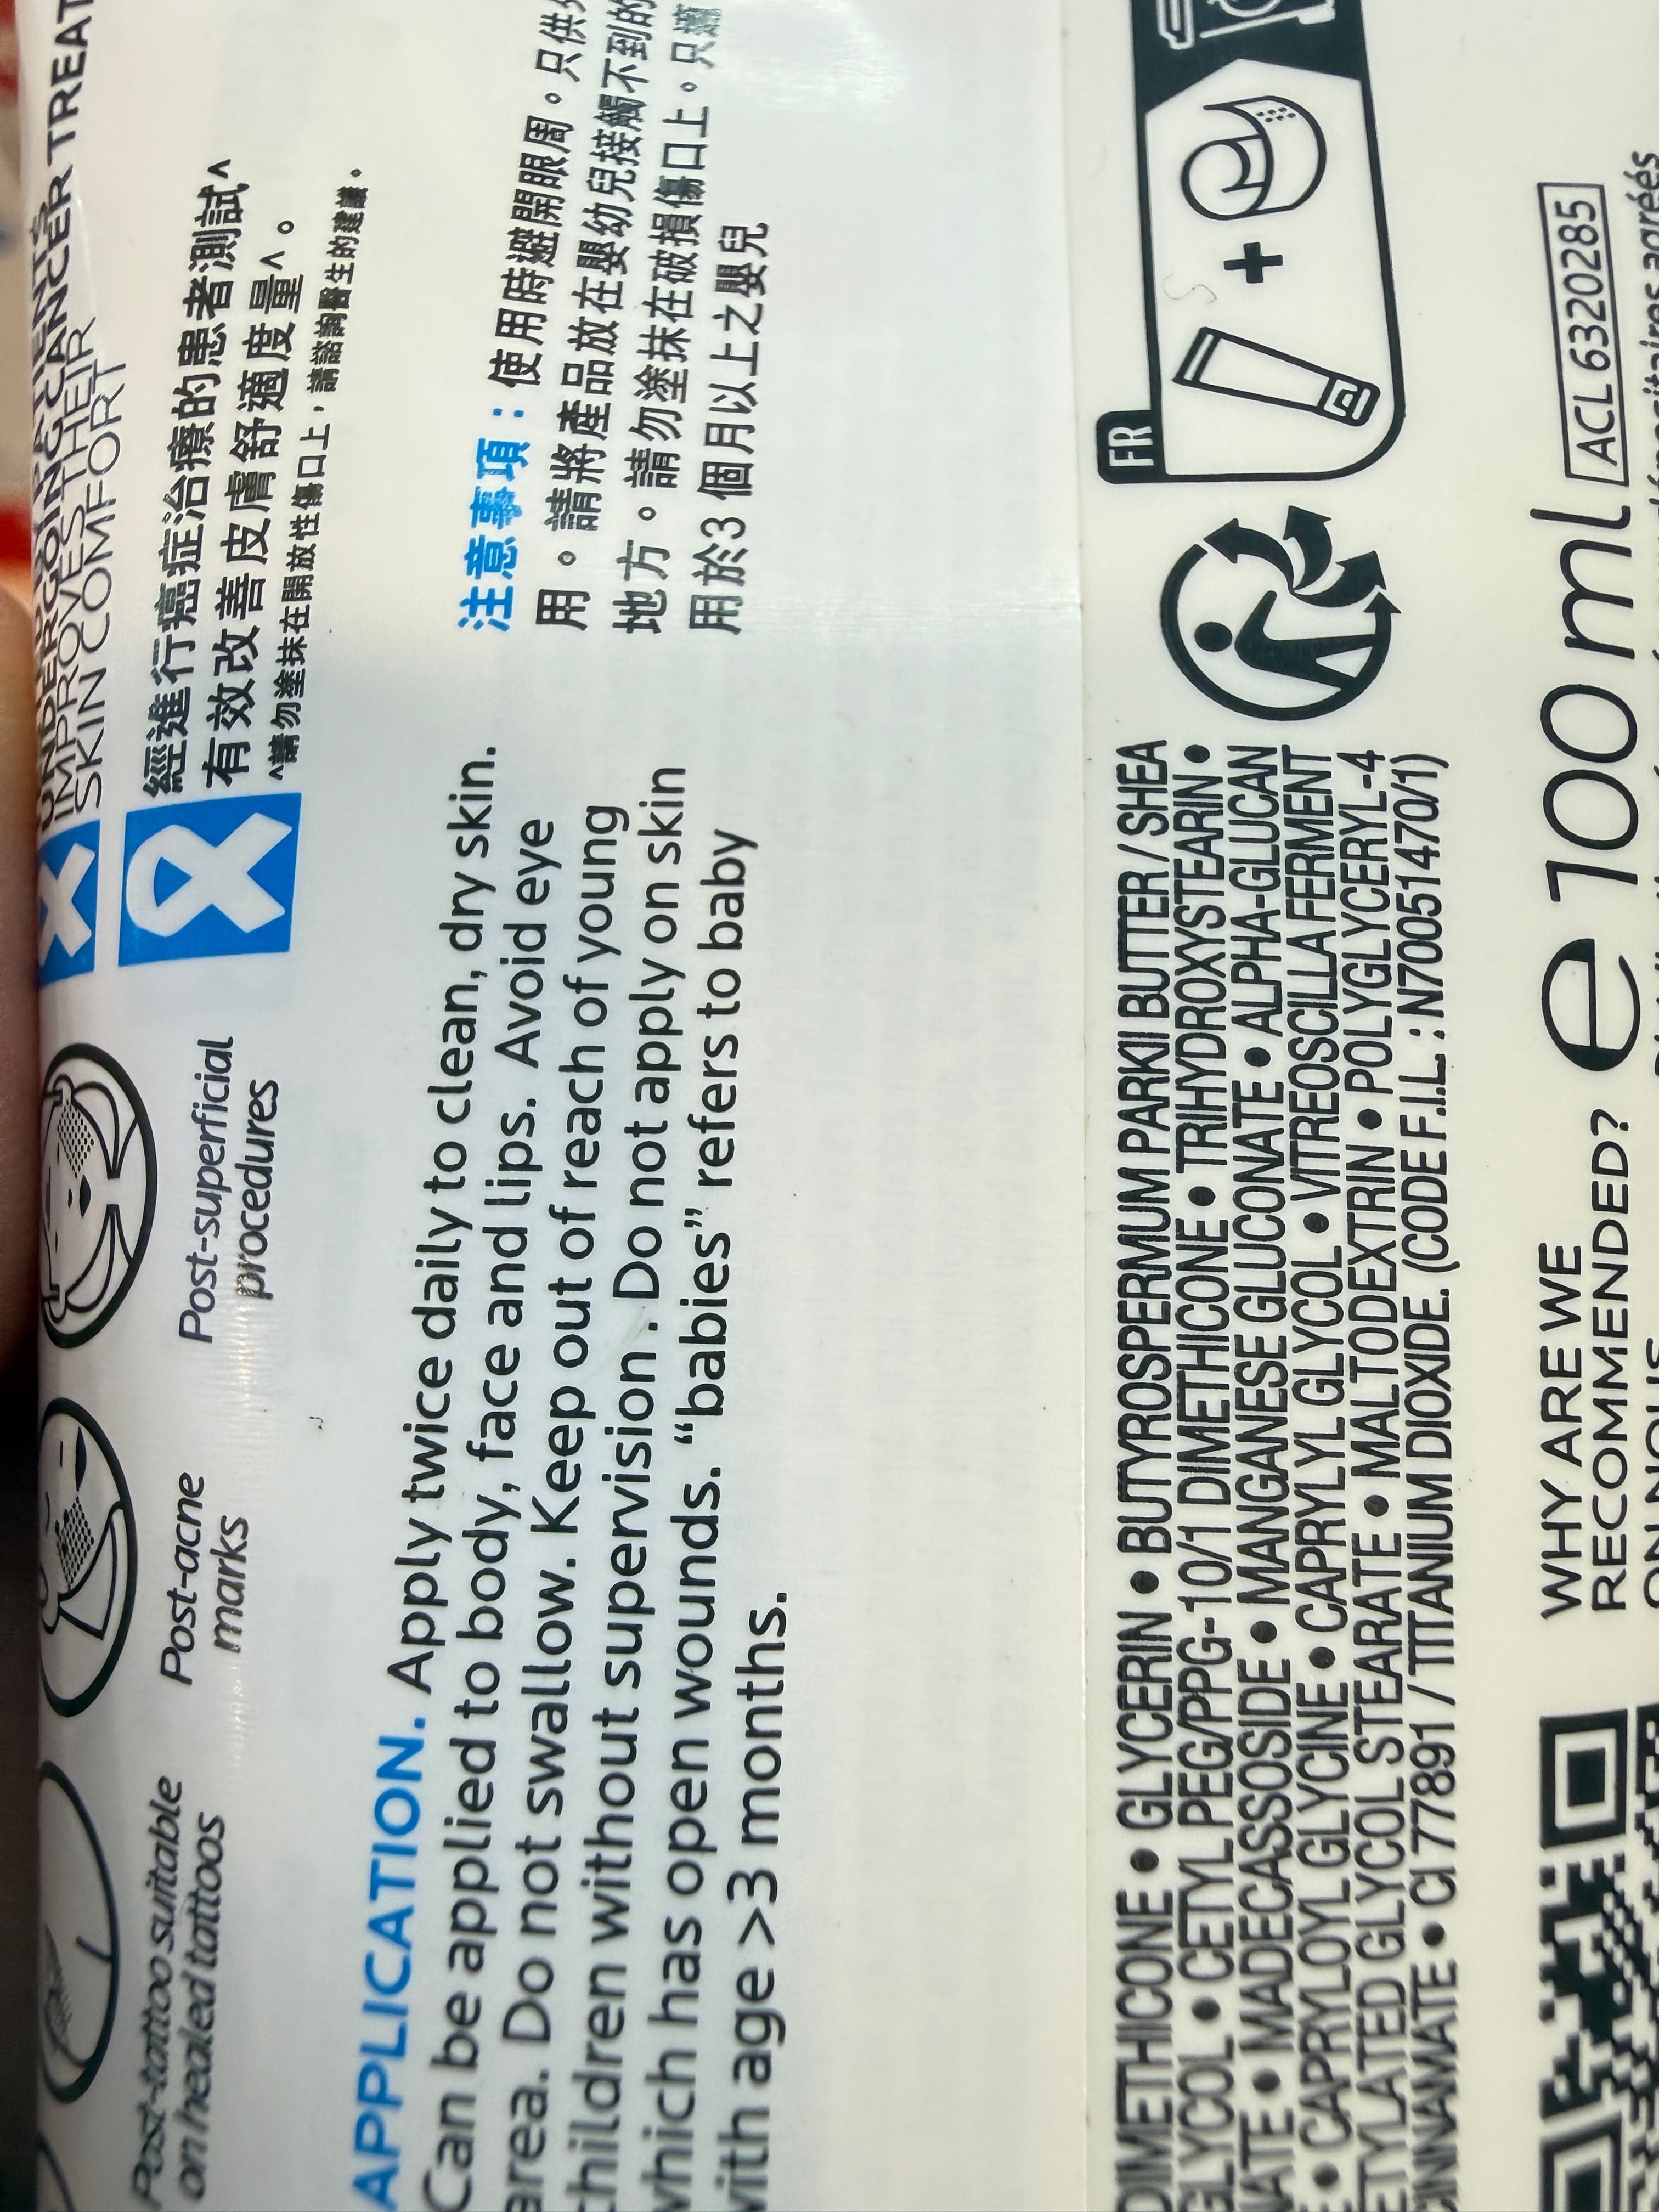 UNDERGOING CANCER TREAT
IMPROVES THEIR
SKIN COMFORT
經進行癌症治療的患者測試^
有效改善皮膚舒適度量^。
^請勿塗抹在開放性傷口上，請諮詢醫生的建議。
Post-tattoo suitable
on healed tattoos
Post-acne
marks
Post-superficial
procedures
APPLICATION. Apply twice daily to clean, dry skin.
Can be applied to body, face and lips. Avoid eye
area. Do not swallow. Keep out of reach of young
children without supervision . Do not apply on skin
which has open wounds. “babies” refers to baby
with age >3 months.
注意事項：使用時避開眼周。只供
用。請將產品放在嬰幼兒接觸不到的
地方。請勿塗抹在破損傷口上。只
用於3 個月以上之嬰兒
DIMETHICONE • GLYCERIN • BUTYROSPERMUM PARKII BUTTER / SHEA
GLYCOL • CETYL PEG/PPG-10/1 DIMETHICONE • TRIHYDROXYSTEARIN •
NATE • MADECASSOSIDE • MANGANESE GLUCONATE • ALPHA-GLUCAN
• CAPRYLOYL GLYCINE • CAPRYLYL GLYCOL • VITREOSCILLA FERMENT
ETYLATED GLYCOL STEARATE • MALTODEXTRIN • POLYGLYCERYL-4
CINNAMATE • CI 77891 / TITANIUM DIOXIDE. (CODE F.I.L. : N70051470/1)
FR
WHY ARE WE
RECOMMENDED?
e 100 ml
ACL 6320285
agréés